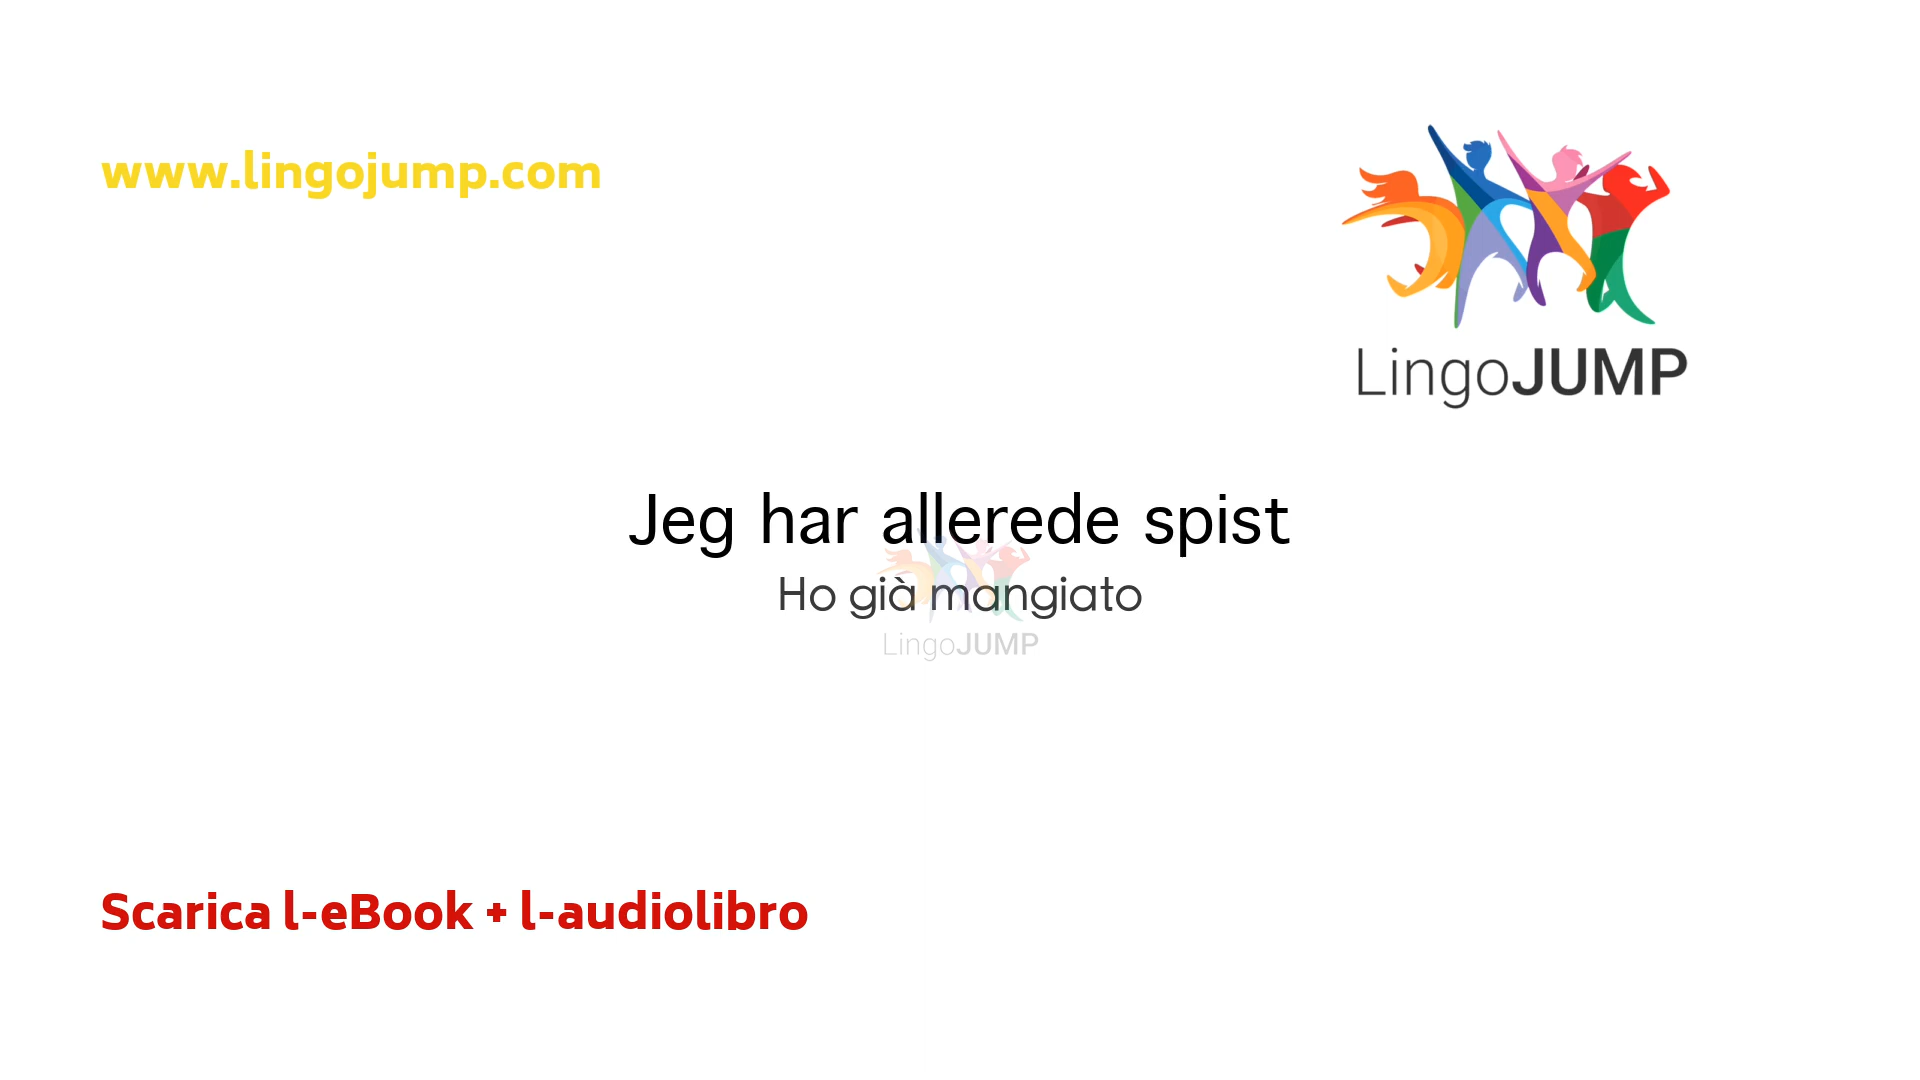 www.lingojump.com
LingoJUMP
Jeg har allerede spist
Ho già mangiato
LingoJUMP
Scarica l-eBook + l-audiolibro